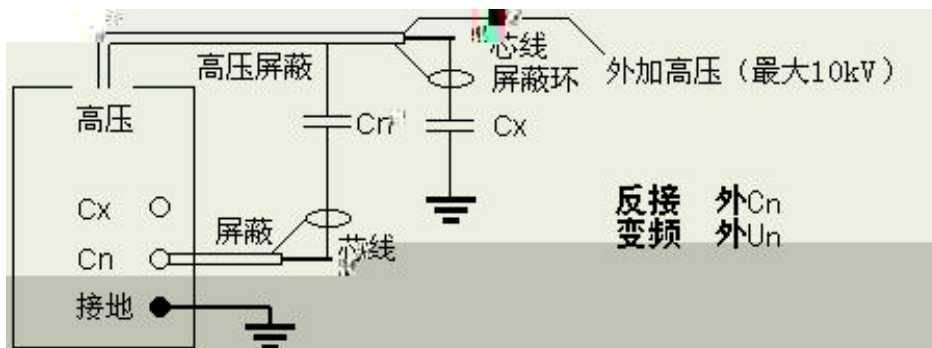 芯线
高压屏蔽
屏蔽环
外加高压（最大10kV）
高压
Cn
Cx
Cx
反接 外Cn
屏蔽
变频 外Un
Cn
芯线
接地